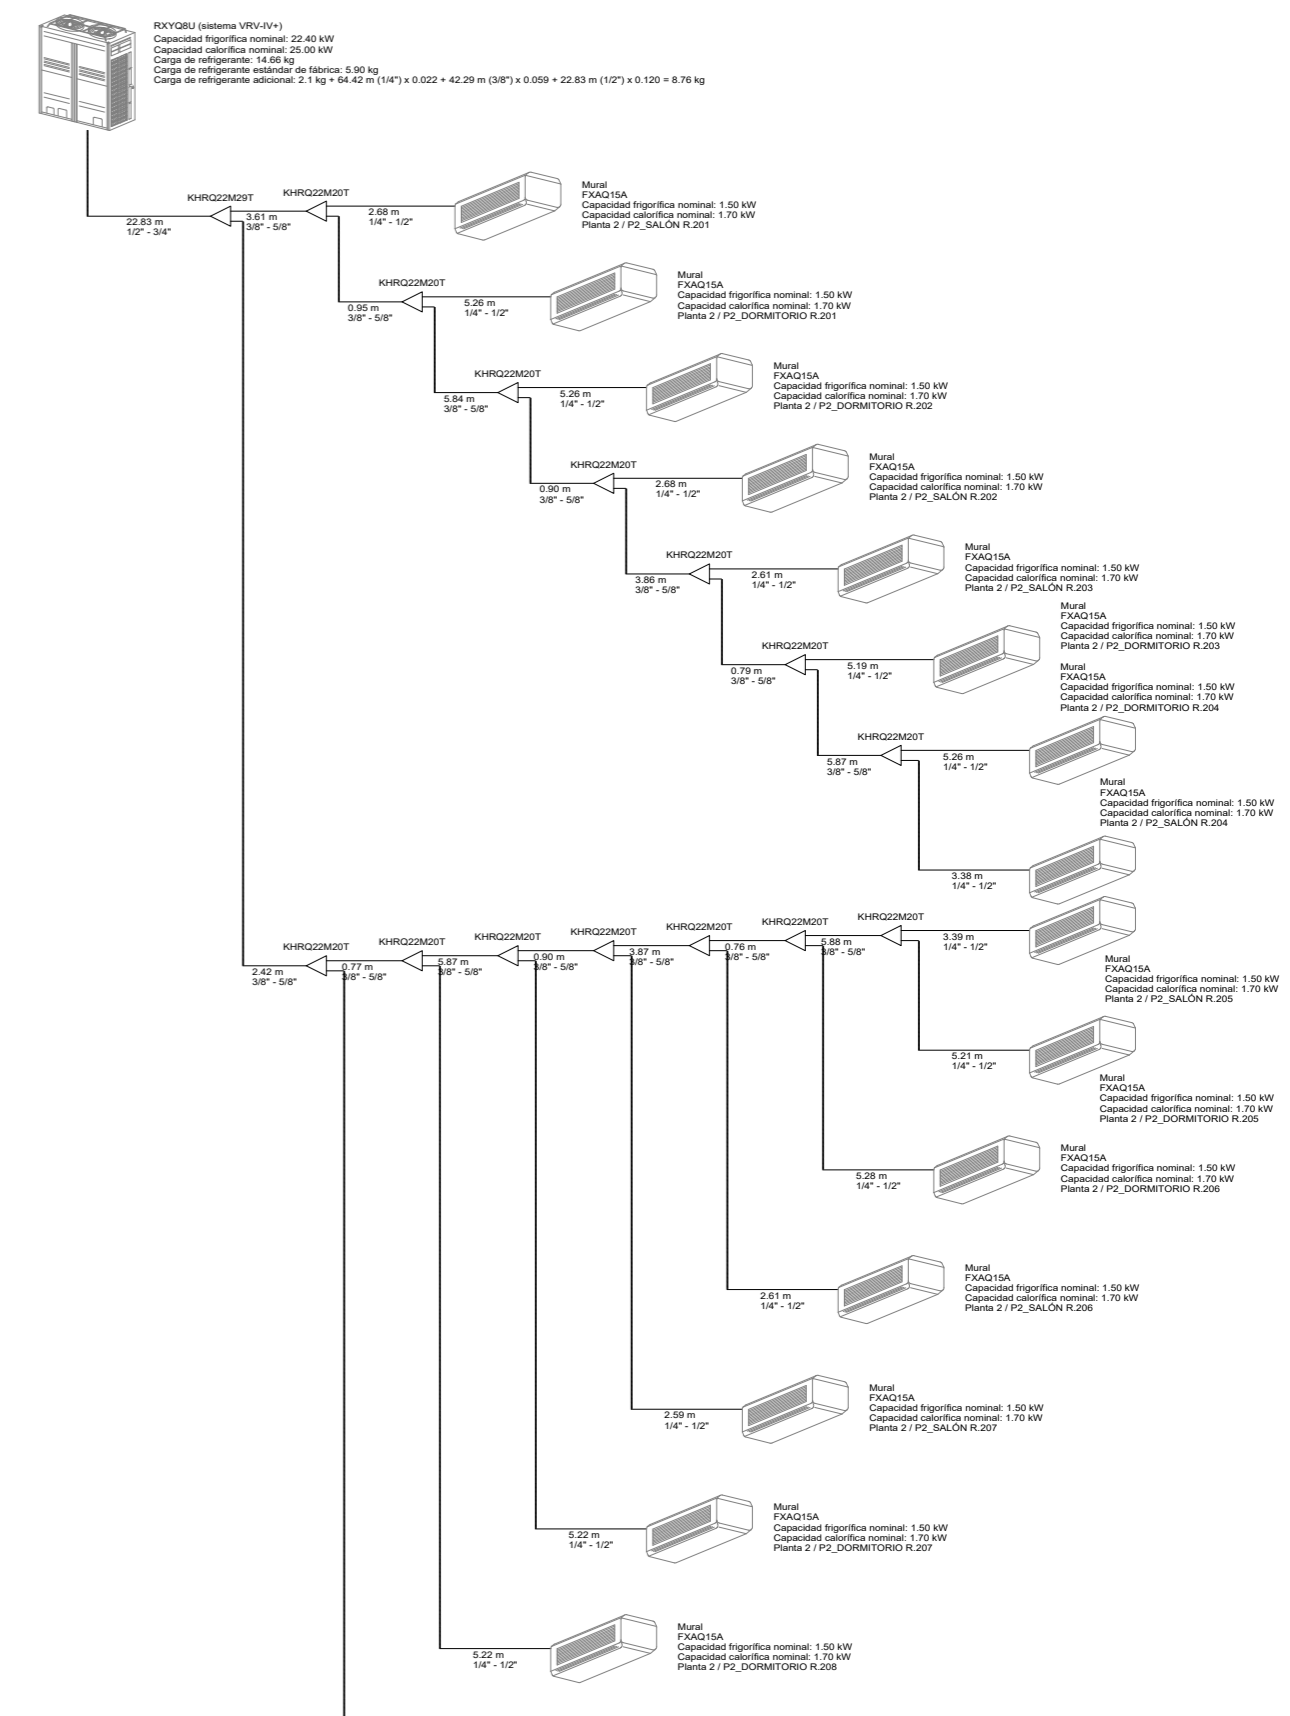 RXYQ8U (sistema VRV-IV+)
Capacidad frigorífica nominal: 22.40 kW
Capacidad calorífica nominal: 25.00 kW
Carga de refrigerante: 14.66 kg
Carga de refrigerante estándar de fábrica: 5.90 kg
Carga de refrigerante adicional: 2.1 kg + 64.42 m (1/4") x 0.022 + 42.29 m (3/8") x 0.059 + 22.83 m (1/2") x 0.120 = 8.76 kg
KHRQ22M29T
22.83 m
1/2" - 3/4"
3.61 m
3/8" - 5/8"
KHRQ22M20T
2.68 m
1/4" - 1/2"
Mural
FXAQ15A
Capacidad frigorífica nominal: 1.50 kW
Capacidad calorífica nominal: 1.70 kW
Planta 2 / P2_SALÓN R.201
KHRQ22M20T
0.95 m
3/8" - 5/8"
5.26 m
1/4" - 1/2"
Mural
FXAQ15A
Capacidad frigorífica nominal: 1.50 kW
Capacidad calorífica nominal: 1.70 kW
Planta 2 / P2_DORMITORIO R.201
KHRQ22M20T
5.84 m
3/8" - 5/8"
5.26 m
1/4" - 1/2"
Mural
FXAQ15A
Capacidad frigorífica nominal: 1.50 kW
Capacidad calorífica nominal: 1.70 kW
Planta 2 / P2_DORMITORIO R.202
KHRQ22M20T
0.90 m
3/8" - 5/8"
2.68 m
1/4" - 1/2"
Mural
FXAQ15A
Capacidad frigorífica nominal: 1.50 kW
Capacidad calorífica nominal: 1.70 kW
Planta 2 / P2_SALÓN R.202
KHRQ22M20T
3.86 m
3/8" - 5/8"
2.61 m
1/4" - 1/2"
Mural
FXAQ15A
Capacidad frigorífica nominal: 1.50 kW
Capacidad calorífica nominal: 1.70 kW
Planta 2 / P2_SALÓN R.203
KHRQ22M20T
0.79 m
3/8" - 5/8"
5.19 m
1/4" - 1/2"
Mural
FXAQ15A
Capacidad frigorífica nominal: 1.50 kW
Capacidad calorífica nominal: 1.70 kW
Planta 2 / P2_DORMITORIO R.203
Mural
FXAQ15A
Capacidad frigorífica nominal: 1.50 kW
Capacidad calorífica nominal: 1.70 kW
Planta 2 / P2_DORMITORIO R.204
KHRQ22M20T
5.87 m
3/8" - 5/8"
5.26 m
1/4" - 1/2"
Mural
FXAQ15A
Capacidad frigorífica nominal: 1.50 kW
Capacidad calorífica nominal: 1.70 kW
Planta 2 / P2_SALÓN R.204
3.38 m
1/4" - 1/2"
2.42 m
3/8" - 5/8"
KHRQ22M20T
0.77 m
3/8" - 5/8"
KHRQ22M20T
5.87 m
3/8" - 5/8"
KHRQ22M20T
0.90 m
3/8" - 5/8"
KHRQ22M20T
3.87 m
3/8" - 5/8"
KHRQ22M20T
0.76 m
3/8" - 5/8"
KHRQ22M20T
5.88 m
3/8" - 5/8"
KHRQ22M20T
3.39 m
1/4" - 1/2"
Mural
FXAQ15A
Capacidad frigorífica nominal: 1.50 kW
Capacidad calorífica nominal: 1.70 kW
Planta 2 / P2_SALÓN R.205
5.21 m
1/4" - 1/2"
Mural
FXAQ15A
Capacidad frigorífica nominal: 1.50 kW
Capacidad calorífica nominal: 1.70 kW
Planta 2 / P2_DORMITORIO R.205
5.28 m
1/4" - 1/2"
Mural
FXAQ15A
Capacidad frigorífica nominal: 1.50 kW
Capacidad calorífica nominal: 1.70 kW
Planta 2 / P2_DORMITORIO R.206
2.61 m
1/4" - 1/2"
Mural
FXAQ15A
Capacidad frigorífica nominal: 1.50 kW
Capacidad calorífica nominal: 1.70 kW
Planta 2 / P2_SALÓN R.206
2.59 m
1/4" - 1/2"
Mural
FXAQ15A
Capacidad frigorífica nominal: 1.50 kW
Capacidad calorífica nominal: 1.70 kW
Planta 2 / P2_SALÓN R.207
5.22 m
1/4" - 1/2"
Mural
FXAQ15A
Capacidad frigorífica nominal: 1.50 kW
Capacidad calorífica nominal: 1.70 kW
Planta 2 / P2_DORMITORIO R.207
5.22 m
1/4" - 1/2"
Mural
FXAQ15A
Capacidad frigorífica nominal: 1.50 kW
Capacidad calorífica nominal: 1.70 kW
Planta 2 / P2_DORMITORIO R.208